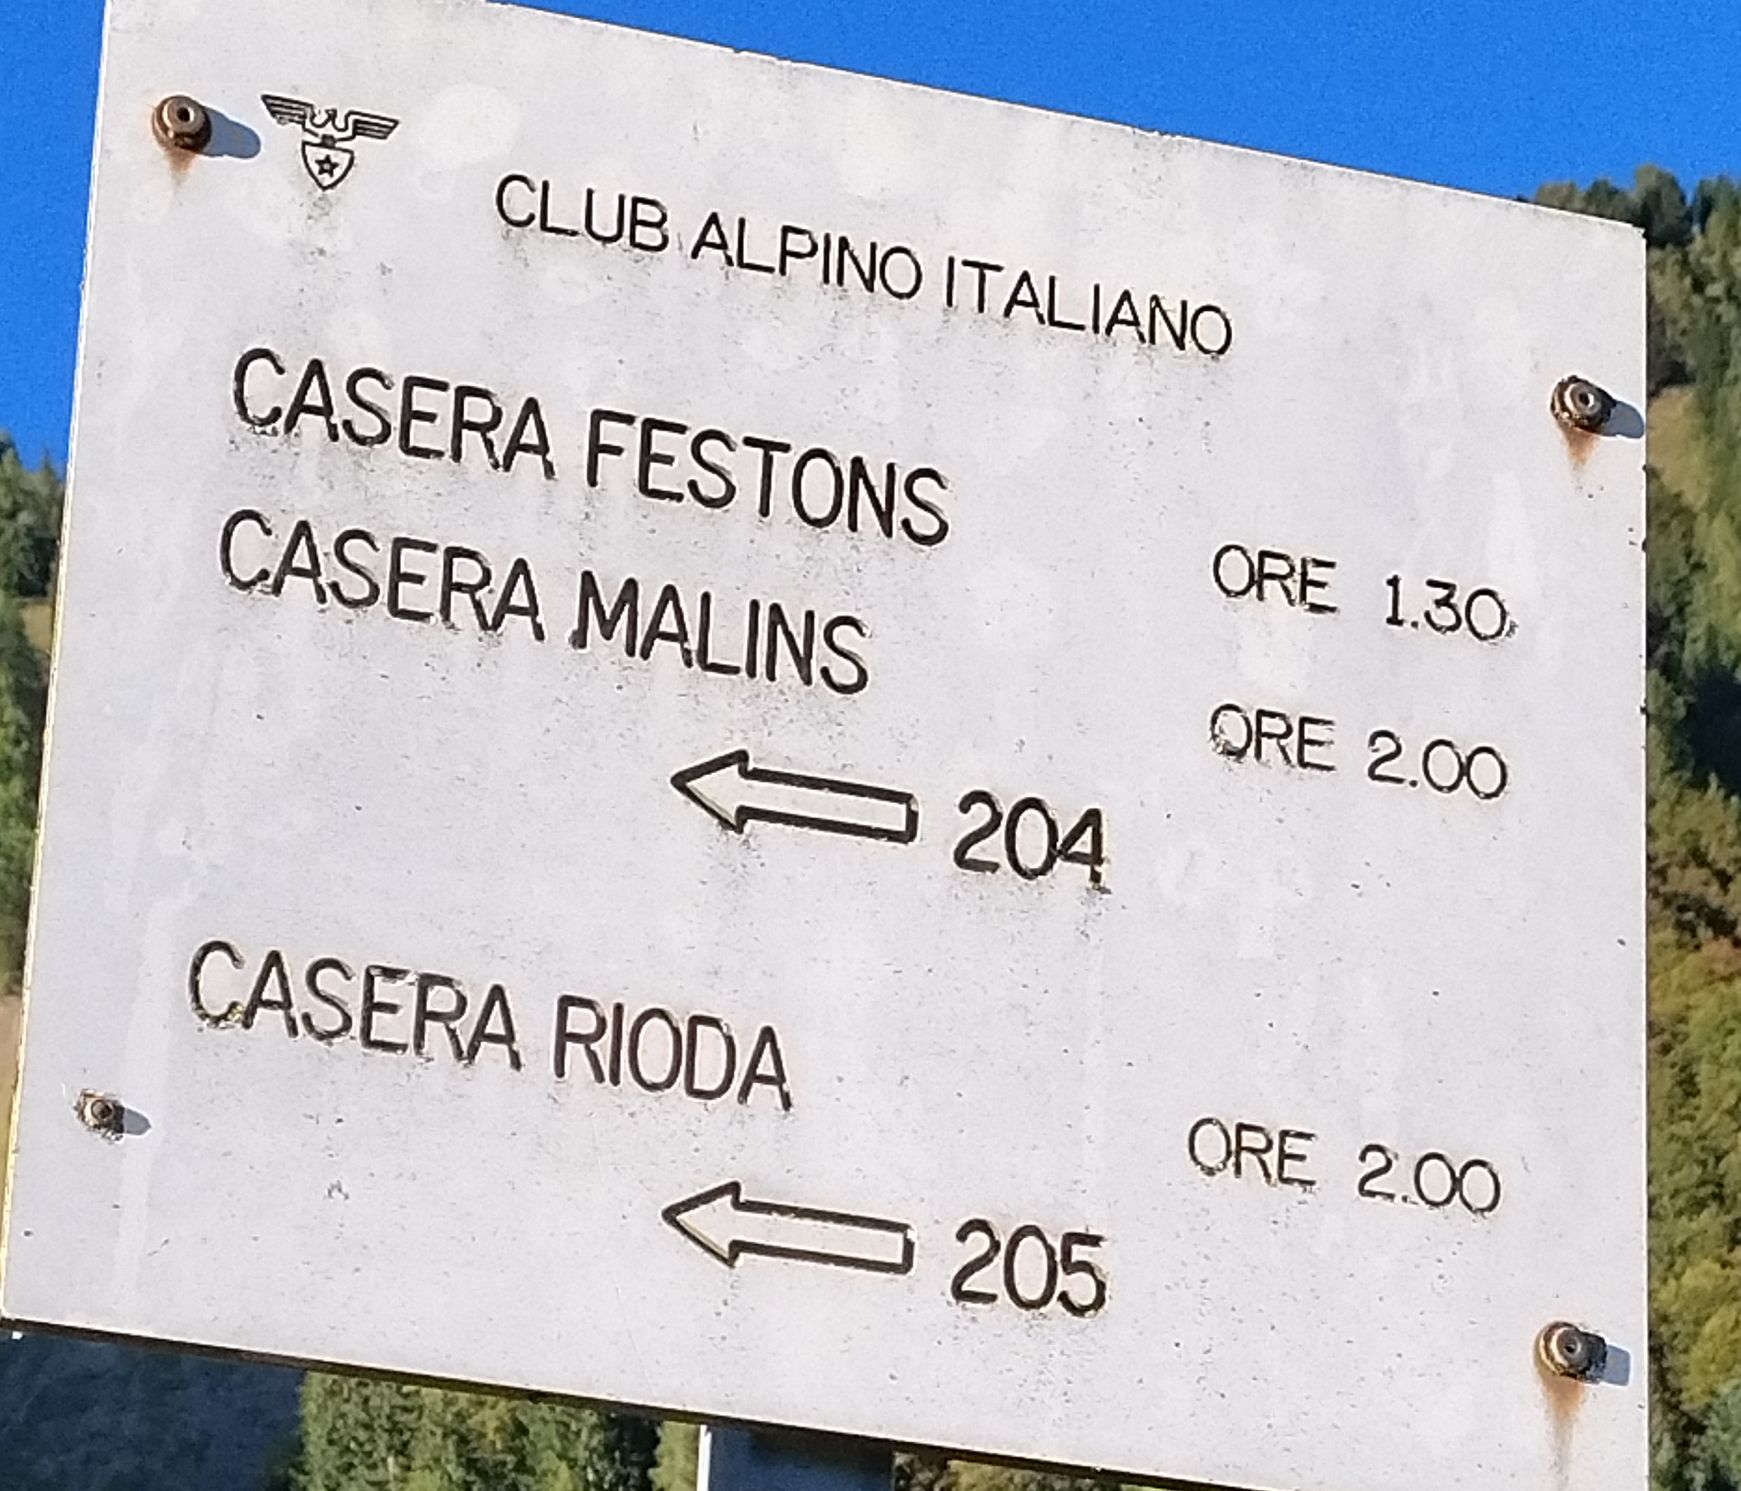 CLUB ALPINO ITALIANO
CASERA FESTONS ORE 1.30
CASERA MALINS ORE 2.00
204
CASERA RIODA ORE 2.00
205